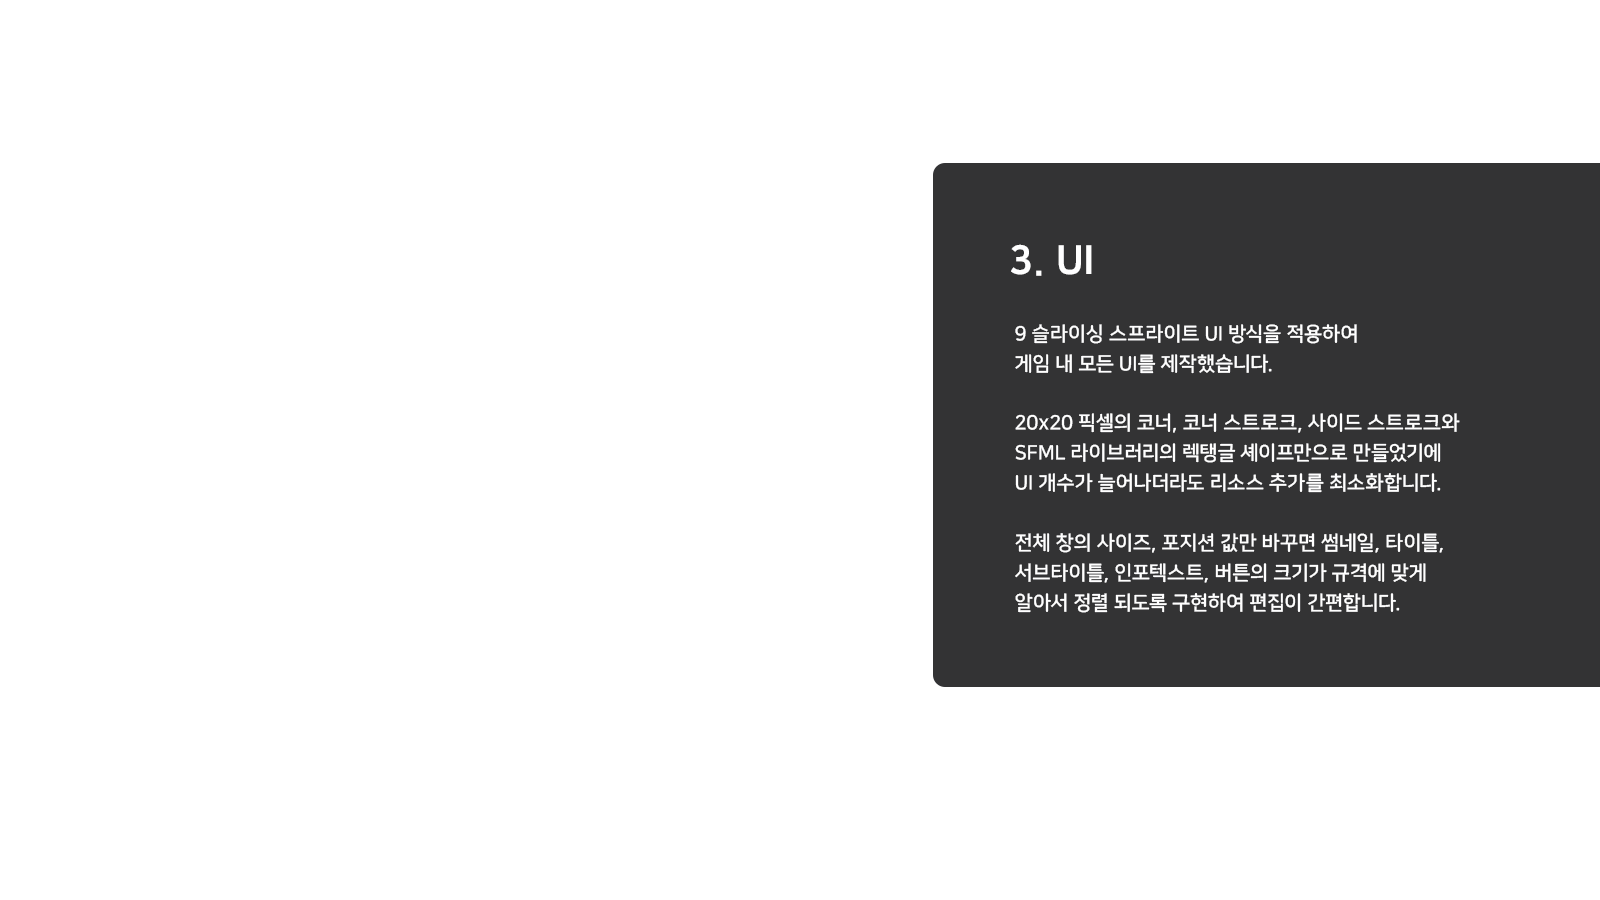 3. UI
9 슬라이싱 스프라이트 UI 방식을 적용하여
게임 내 모든 UI를 제작했습니다.
20x20 픽셀의 코너, 코너 스트로크, 사이드 스트로크와
SFML 라이브러리의 렉탱글 셰이프만으로 만들었기에
UI 개수가 늘어나더라도 리소스 추가를 최소화합니다.
전체 창의 사이즈, 포지션 값만 바꾸면 썸네일, 타이틀,
서브타이틀, 인포텍스트, 버튼의 크기가 규격에 맞게
알아서 정렬 되도록 구현하여 편집이 간편합니다.